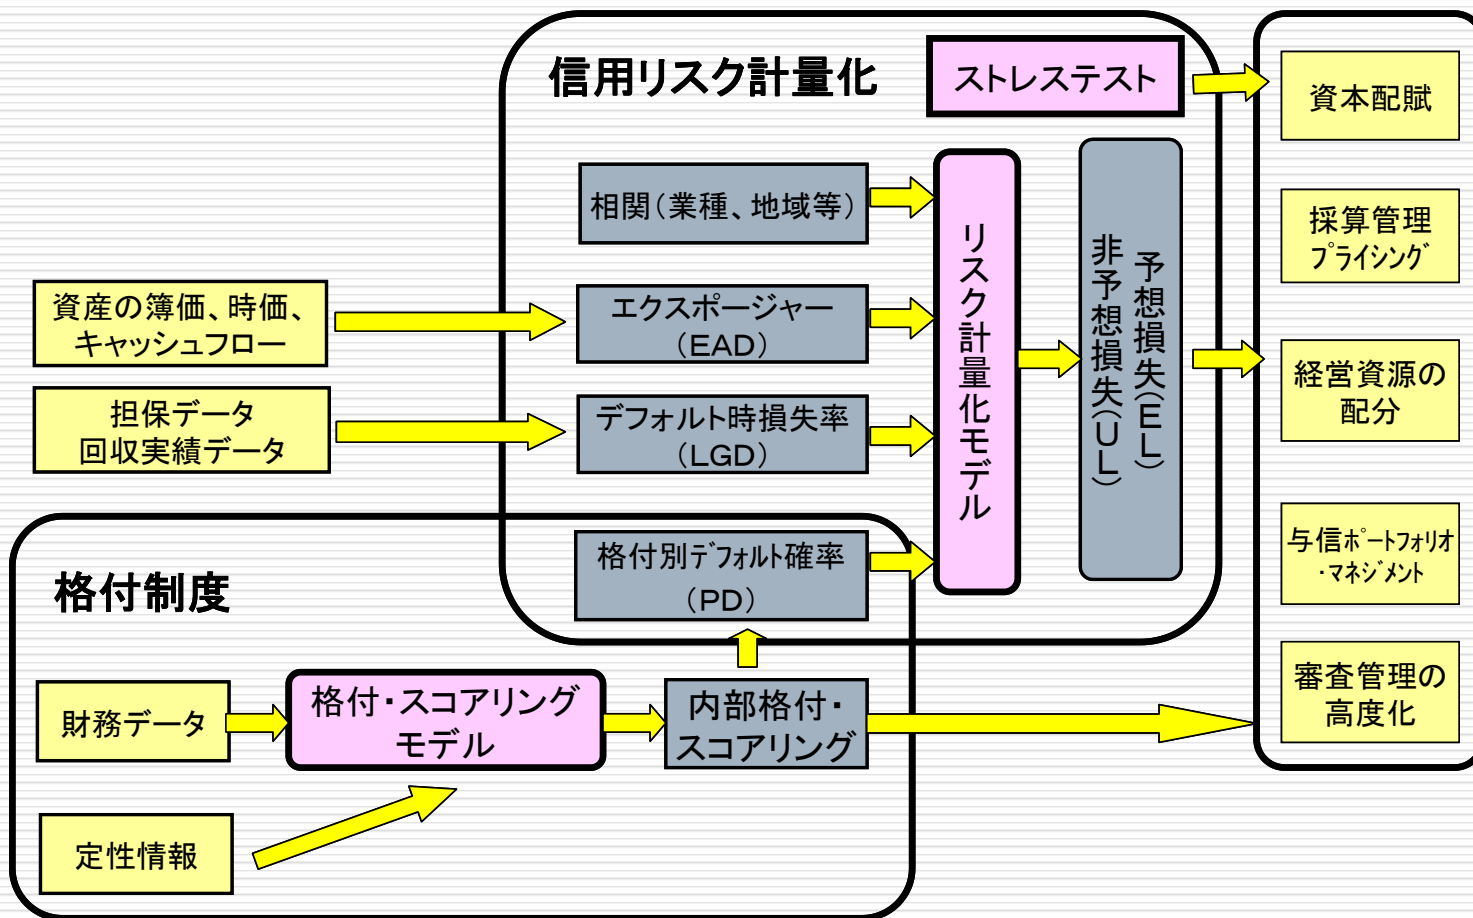 信用リスク計量化
ストレステスト
資本配賦
相関（業種、地域等）
採算管理
プライシング
資産の簿価、時価、
キャッシュフロー
エクスポージャー
（EAD）
リスク計量化モデル
予想損失（EL）
非予想損失（UL）
経営資源の
配分
担保データ
回収実績データ
デフォルト時損失率
（LGD）
格付別デフォルト確率
（PD）
与信ポートフォリオ
・マネジメント
格付制度
財務データ
格付・スコアリング
モデル
内部格付・
スコアリング
審査管理の
高度化
定性情報